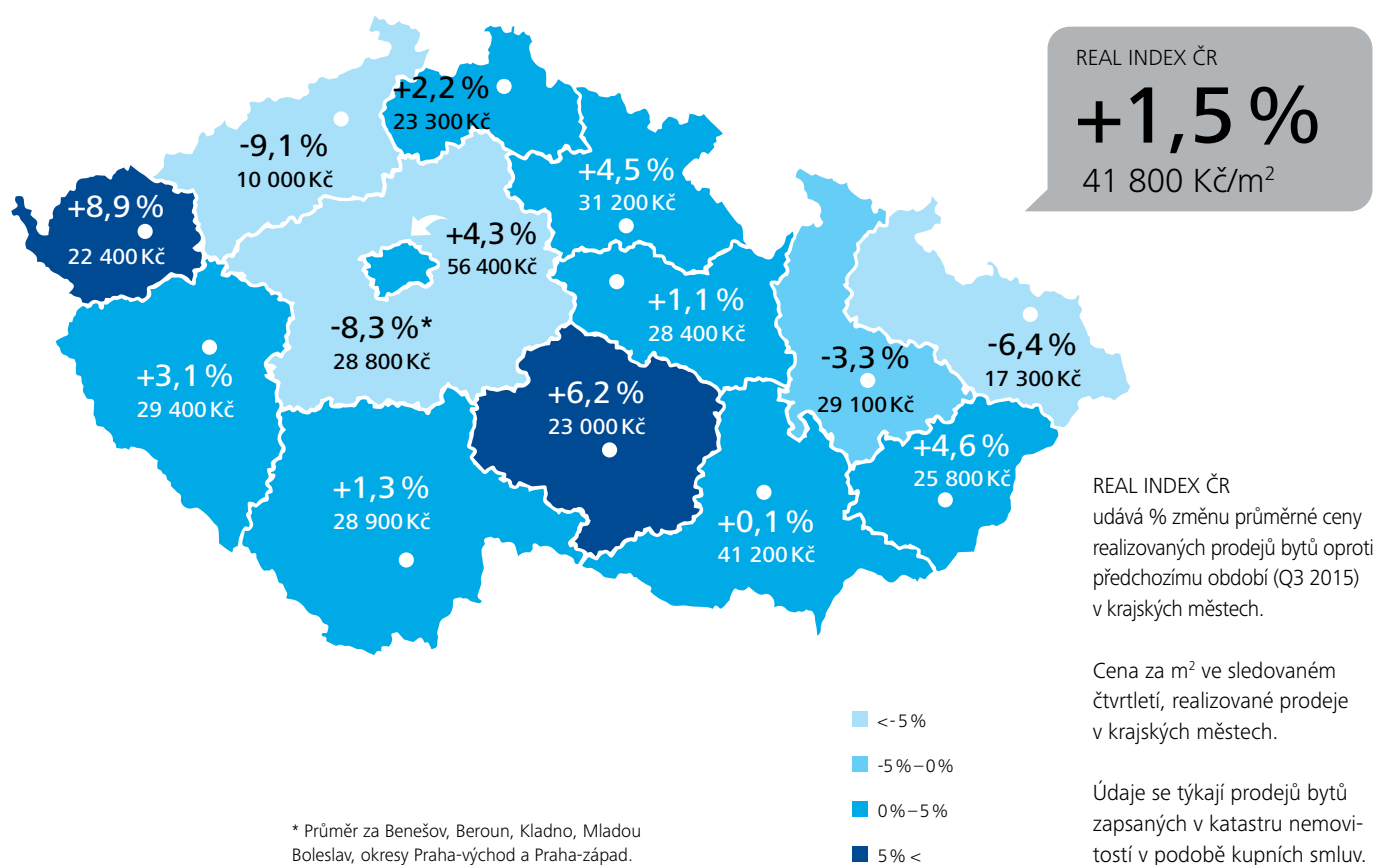 REAL INDEX ČR
+1,5 %
41 800 Kč/m²
+2,2 %
23 300 Kč
-9,1 %
10 000 Kč
+4,5 %
31 200 Kč
+8,9 %
22 400 Kč
+4,3 %
56 400 Kč
+1,1 %
28 400 Kč
-8,3 %*
28 800 Kč
-3,3 %
29 100 Kč
-6,4 %
17 300 Kč
+3,1 %
29 400 Kč
+6,2 %
23 000 Kč
+4,6 %
25 800 Kč
+1,3 %
28 900 Kč
+0,1 %
41 200 Kč
REAL INDEX ČR
udává % změnu průměrné ceny
realizovaných prodejů bytů oproti
předchozímu období (Q3 2015)
v krajských městech.
Cena za m² ve sledovaném
čtvrtletí, realizované prodeje
v krajských městech.
Údaje se týkají prodejů bytů
zapsaných v katastru nemovi-
tostí v podobě kupních smluv.
<-5 %
-5 %–0 %
0 %–5 %
5 % <
* Průměr za Benešov, Beroun, Kladno, Mladou
Boleslav, okresy Praha-východ a Praha-západ.